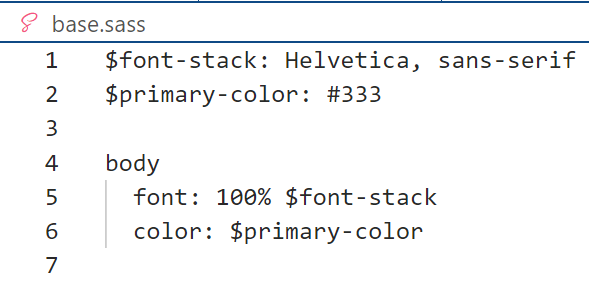 base.sass
1 $font-stack: Helvetica, sans-serif
2 $primary-color: #333
3
4 body
5   font: 100% $font-stack
6   color: $primary-color
7